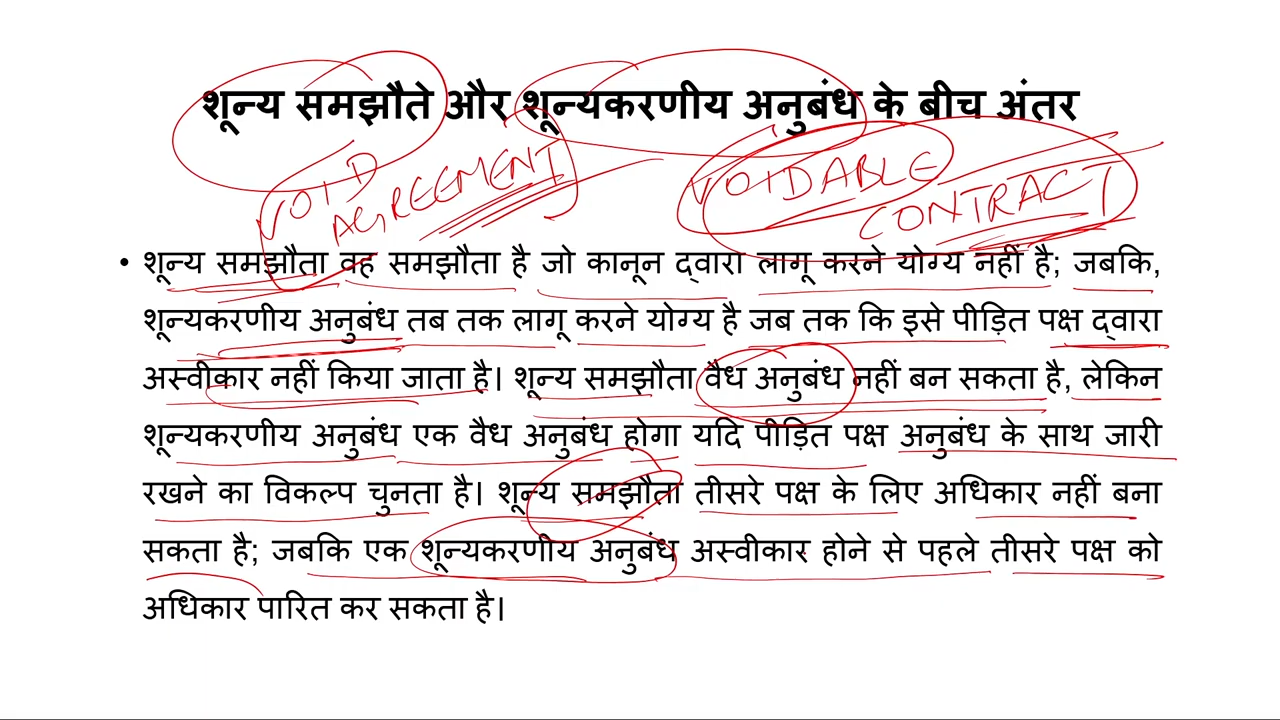 शून्य समझौते और शून्यकरणीय अनुबंध के बीच अंतर
VOID
AGREEMENT
VOIDABLE
CONTRACT
• शून्य समझौता वह समझौता है जो कानून द्वारा लागू करने योग्य नहीं है; जबकि,
शून्यकरणीय अनुबंध तब तक लागू करने योग्य है जब तक कि इसे पीड़ित पक्ष द्वारा
अस्वीकार नहीं किया जाता है। शून्य समझौता वैध अनुबंध नहीं बन सकता है, लेकिन
शून्यकरणीय अनुबंध एक वैध अनुबंध होगा यदि पीड़ित पक्ष अनुबंध के साथ जारी
रखने का विकल्प चुनता है। शून्य समझौता तीसरे पक्ष के लिए अधिकार नहीं बना
सकता है; जबकि एक शून्यकरणीय अनुबंध अस्वीकार होने से पहले तीसरे पक्ष को
अधिकार पारित कर सकता है।